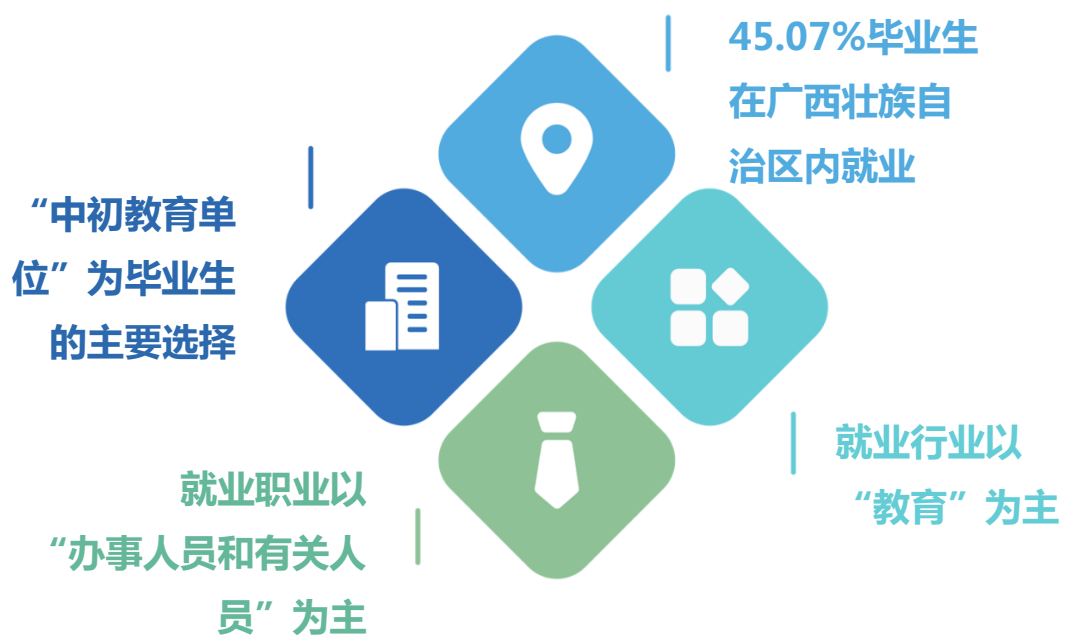 45.07%毕业生
在广西壮族自
治区内就业
“中初教育单
位”为毕业生
的主要选择
就业行业以
“教育”为主
就业职业以
“办事人员和有关人
员”为主